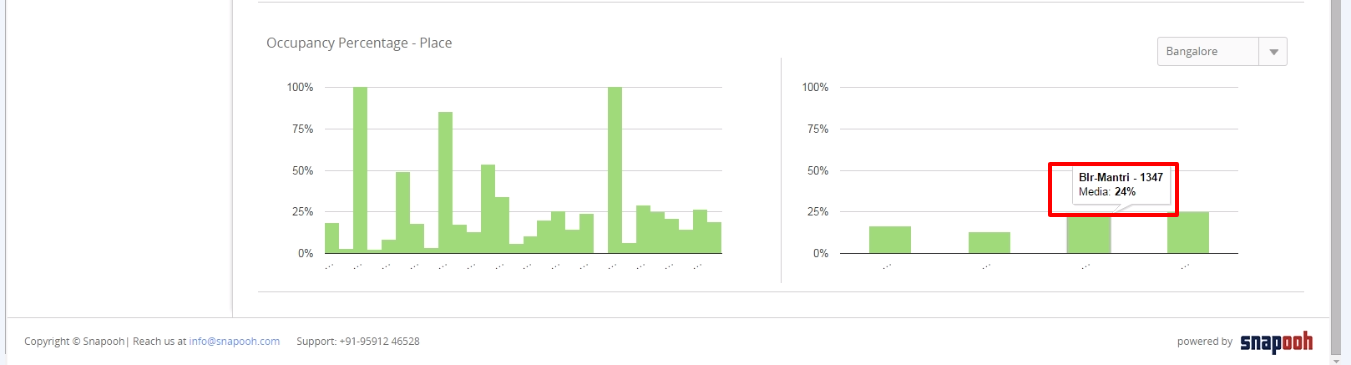 Occupancy Percentage - Place
Bangalore
100%
75%
50%
25%
0%
100%
75%
50%
25%
0%
Blr-Mantri - 1347
Media: 24%
Copyright © Snapooh| Reach us at info@snapooh.com
Support: +91-95912 46528
powered by snapooh